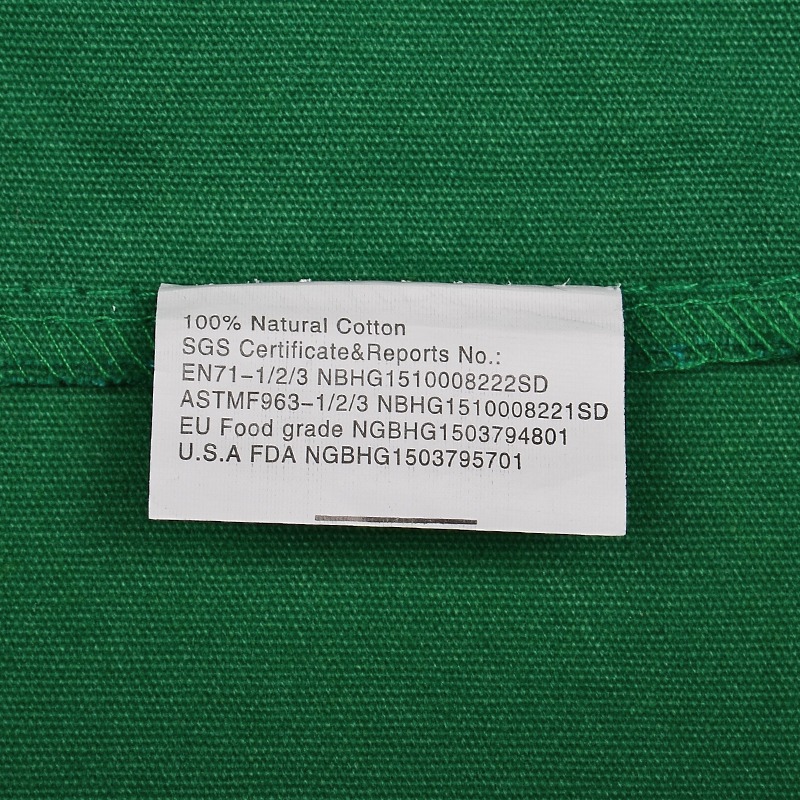 100% Natural Cotton
SGS Certificate&Reports No.:
EN71-1/2/3 NBHG1510008222SD
ASTMF963-1/2/3 NBHG1510008221SD
EU Food grade NGBHG1503794801
U.S.A FDA NGBHG1503795701